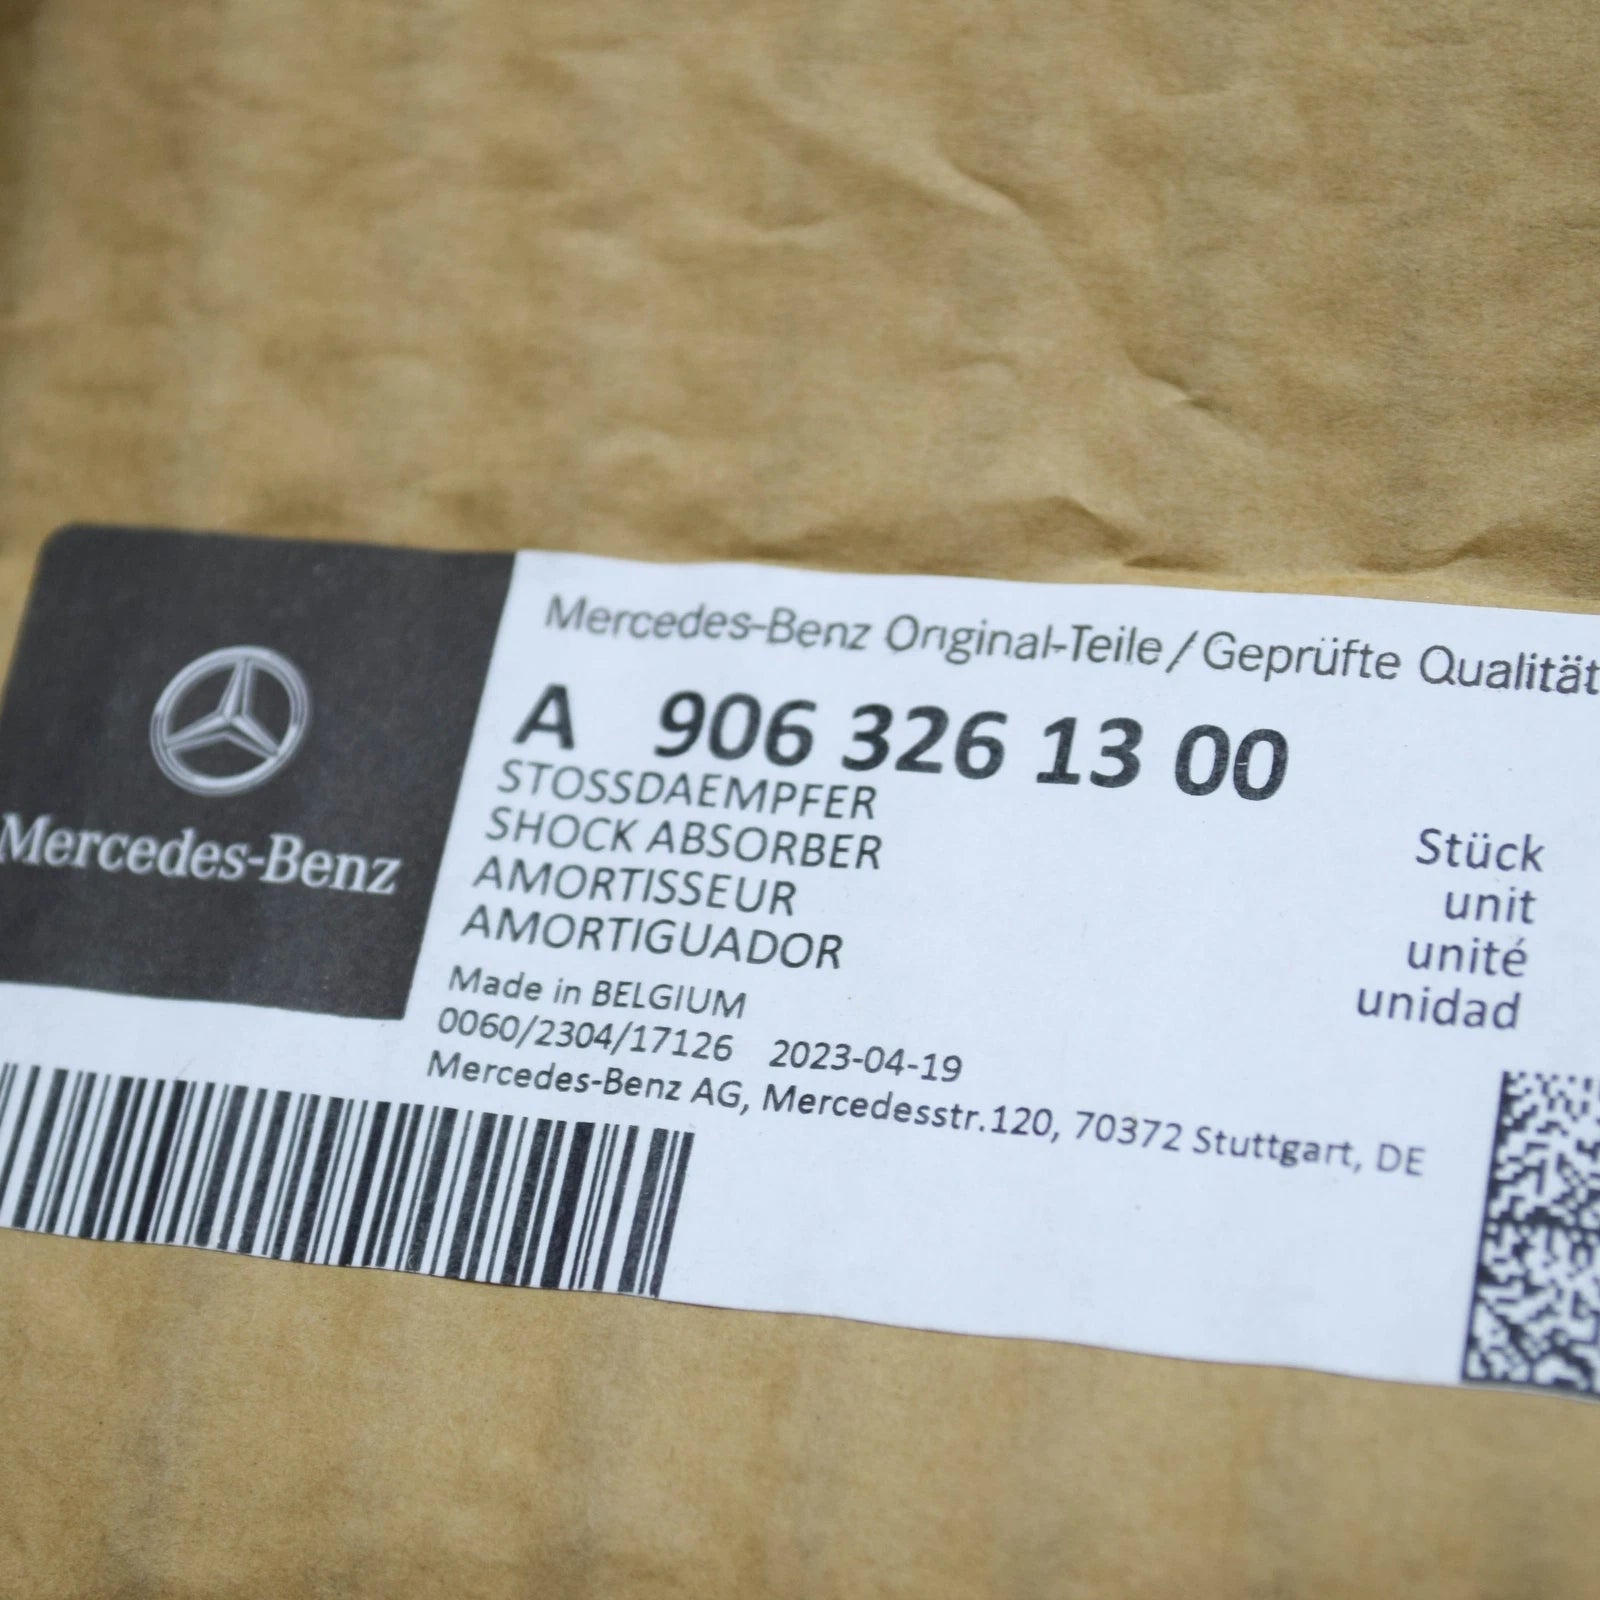 Mercedes-Benz
Mercedes-Benz Original-Teile / Geprüfte Qualität
A 906 326 13 00
STOSSDAEMPFER
SHOCK ABSORBER
AMORTISSEUR
AMORTIGUADOR
Stück
unit
unité
unidad
Made in BELGIUM
0060/2304/17126 2023-04-19
Mercedes-Benz AG, Mercedesstr.120, 70372 Stuttgart, DE